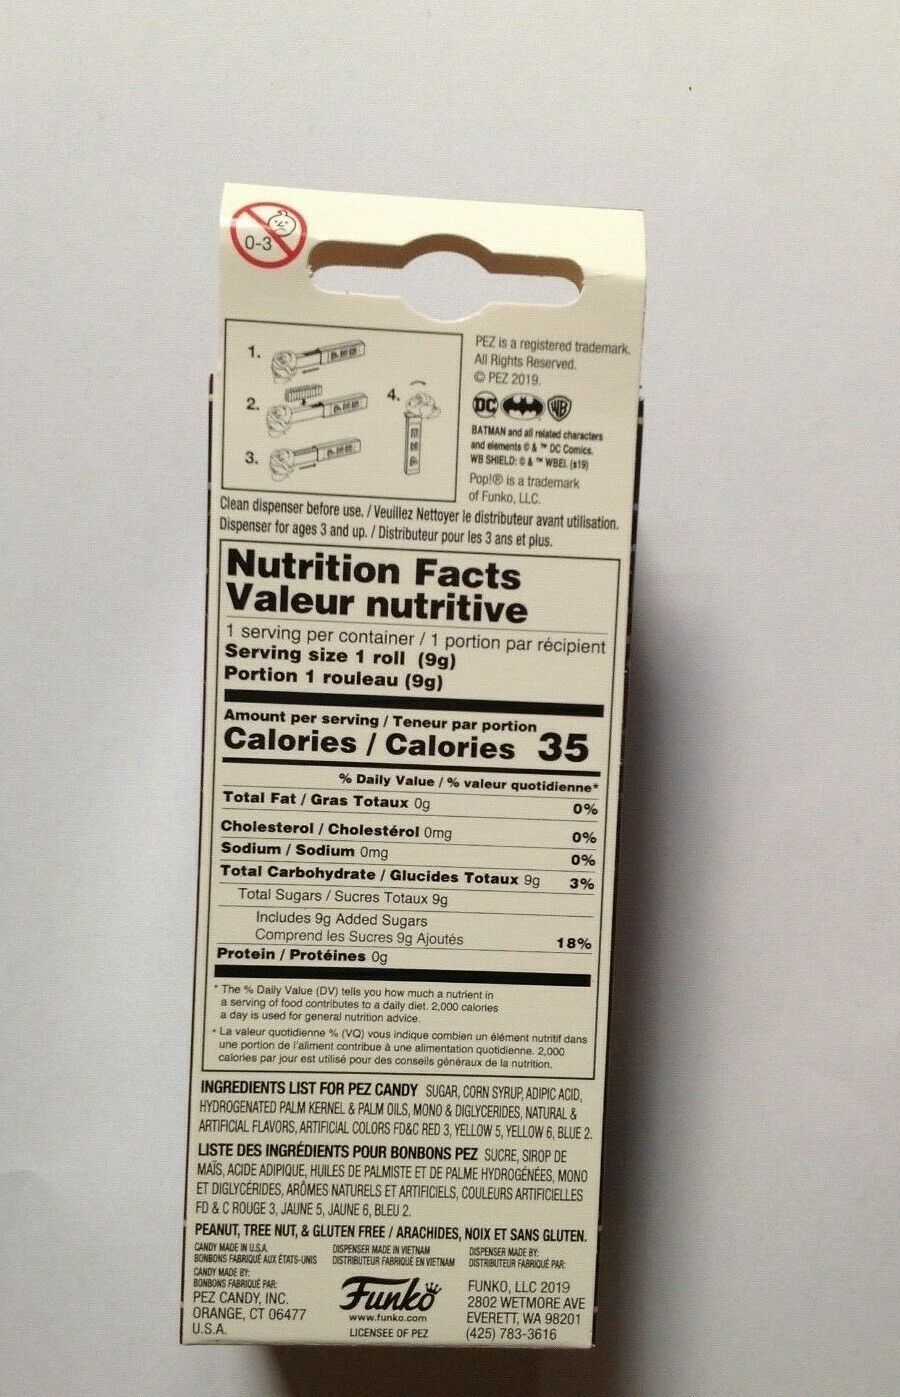 0-3
1.
2.
3.
4.
PEZ is a registered trademark.
All Rights Reserved.
© PEZ 2019.
DC
WB
BATMAN and all related characters
and elements © & ™ DC Comics.
WB SHIELD: © & ™ WBEI. (s19)
Pop!® is a trademark
of Funko, LLC.
Clean dispenser before use. / Veuillez Nettoyer le distributeur avant utilisation.
Dispenser for ages 3 and up. / Distributeur pour les 3 ans et plus.
Nutrition Facts
Valeur nutritive
1 serving per container / 1 portion par récipient
Serving size 1 roll (9g)
Portion 1 rouleau (9g)
Amount per serving / Teneur par portion
Calories / Calories 35
% Daily Value / % valeur quotidienne*
Total Fat / Gras Totaux 0g 0%
Cholesterol / Cholestérol 0mg 0%
Sodium / Sodium 0mg 0%
Total Carbohydrate / Glucides Totaux 9g 3%
Total Sugars / Sucres Totaux 9g
Includes 9g Added Sugars
Comprend les Sucres 9g Ajoutés 18%
Protein / Protéines 0g
* The % Daily Value (DV) tells you how much a nutrient in
a serving of food contributes to a daily diet. 2,000 calories
a day is used for general nutrition advice.
* La valeur quotidienne % (VQ) vous indique combien un élément nutritif dans
une portion de l'aliment contribue à une alimentation quotidienne. 2,000
calories par jour est utilisé pour des conseils généraux de la nutrition.
INGREDIENTS LIST FOR PEZ CANDY SUGAR, CORN SYRUP, ADIPIC ACID,
HYDROGENATED PALM KERNEL & PALM OILS, MONO & DIGLYCERIDES, NATURAL &
ARTIFICIAL FLAVORS, ARTIFICIAL COLORS FD&C RED 3, YELLOW 5, YELLOW 6, BLUE 2.
LISTE DES INGRÉDIENTS POUR BONBONS PEZ SUCRE, SIROP DE
MAÏS, ACIDE ADIPIQUE, HUILES DE PALMISTE ET DE PALME HYDROGÉNÉES, MONO
ET DIGLYCÉRIDES, ARÔMES NATURELS ET ARTIFICIELS, COULEURS ARTIFICIELLES
FD & C ROUGE 3, JAUNE 5, JAUNE 6, BLEU 2.
PEANUT, TREE NUT, & GLUTEN FREE / ARACHIDES, NOIX ET SANS GLUTEN.
CANDY MADE IN U.S.A.
BONBONS FABRIQUÉ AUX ÉTATS-UNIS
CANDY MADE BY:
BONBONS FABRIQUÉ PAR:
PEZ CANDY, INC.
ORANGE, CT 06477
U.S.A.
DISPENSER MADE IN VIETNAM
DISTRIBUTEUR FABRIQUÉ EN VIETNAM
Funko
www.funko.com
LICENSEE OF PEZ
DISPENSER MADE BY:
DISTRIBUTEUR FABRIQUÉ PAR:
FUNKO, LLC 2019
2802 WETMORE AVE
EVERETT, WA 98201
(425) 783-3616